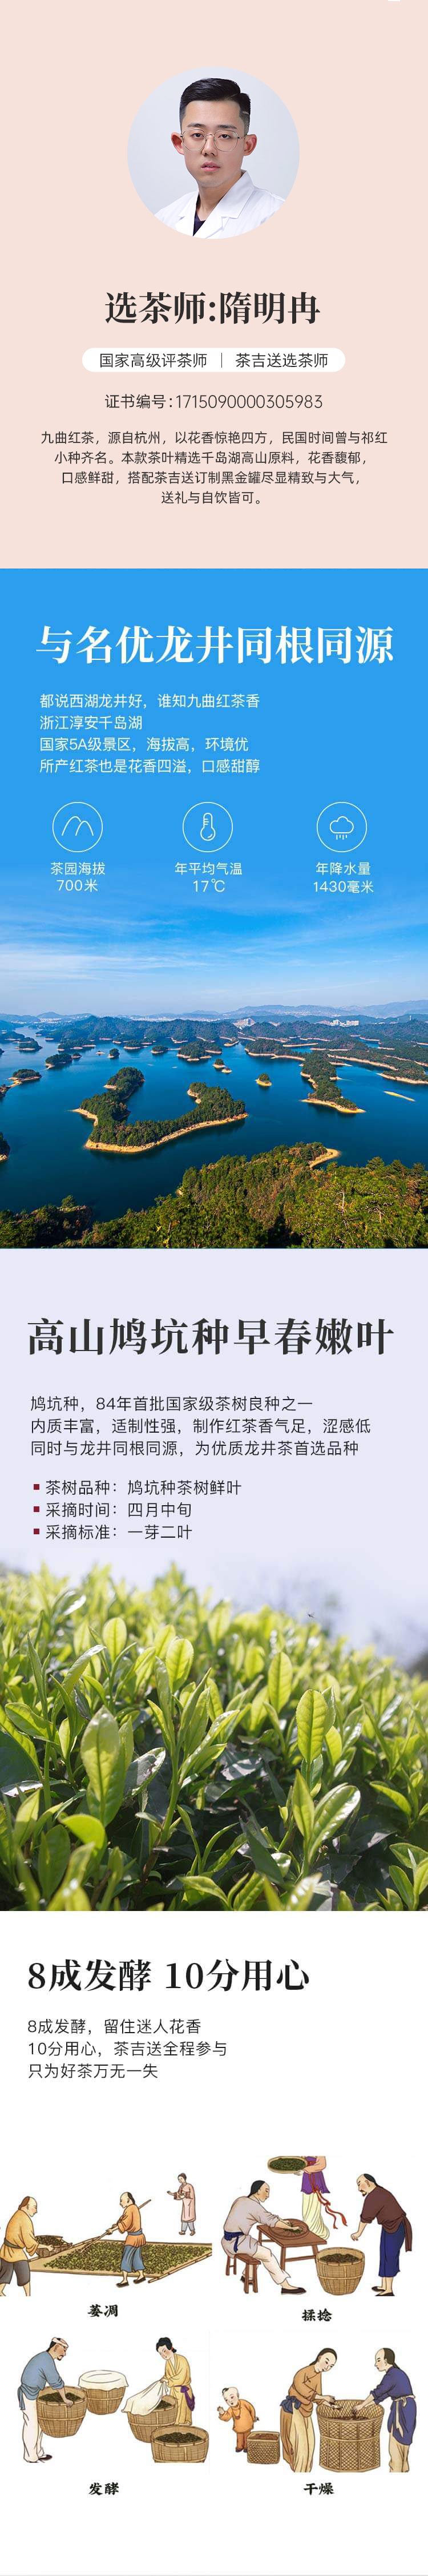 选茶师:隋明冉
国家高级评茶师 | 茶吉送选茶师
证书编号:1715090000305983
九曲红茶，源自杭州，以花香惊艳四方，民国时间曾与祁红
小种齐名。本款茶叶精选千岛湖高山原料，花香馥郁，
口感鲜甜，搭配茶吉送订制黑金罐尽显精致与大气，
送礼与自饮皆可。
与名优龙井同根同源
都说西湖龙井好，谁知九曲红茶香
浙江淳安千岛湖
国家5A级景区，海拔高，环境优
所产红茶也是花香四溢，口感甜醇
茶园海拔
700米
年平均气温
17℃
年降水量
1430毫米
高山鸠坑种早春嫩叶
鸠坑种，84年首批国家级茶树良种之一
内质丰富，适制性强，制作红茶香气足，涩感低
同时与龙井同根同源，为优质龙井茶首选品种
茶树品种：鸠坑种茶树鲜叶
采摘时间：四月中旬
采摘标准：一芽二叶
8成发酵 10分用心
8成发酵，留住迷人花香
10分用心，茶吉送全程参与
只为好茶万无一失
萎凋
揉捻
发酵
干燥